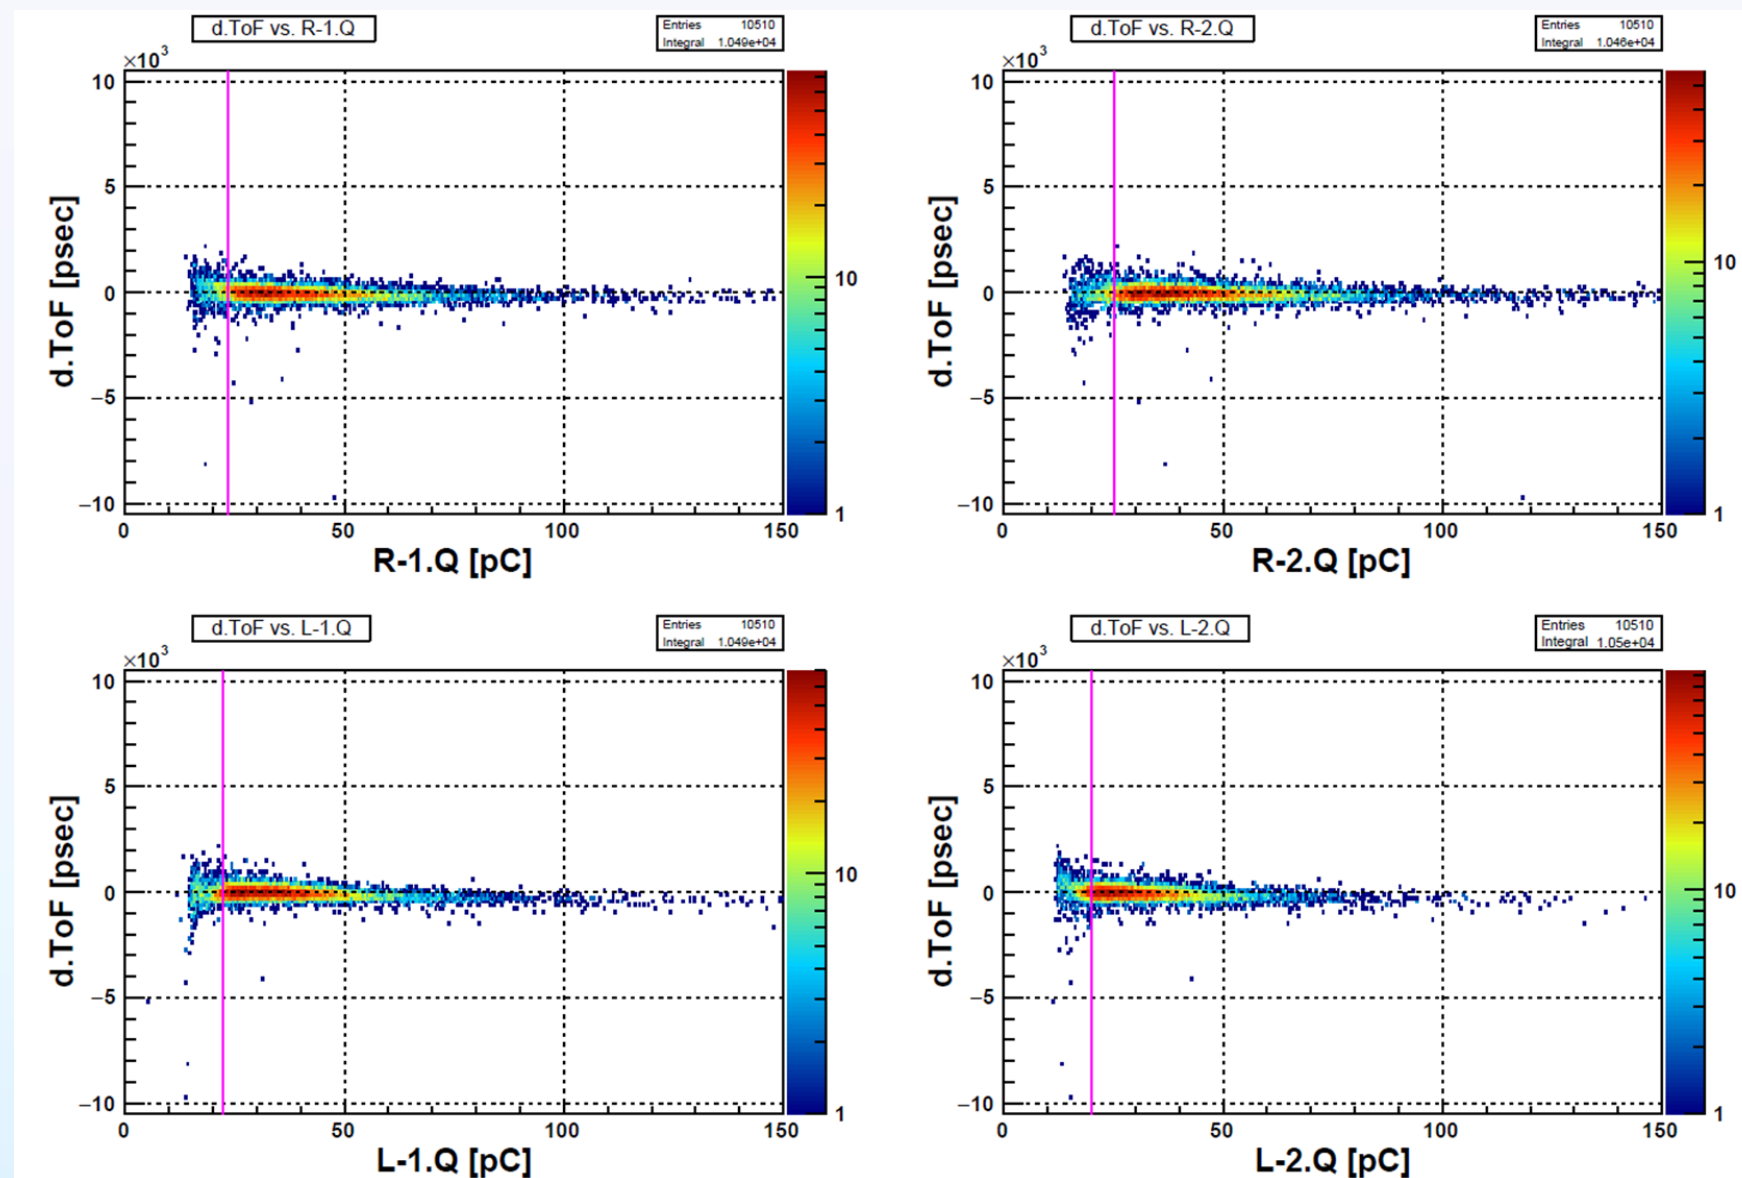 d.ToF vs. R-1.Q
Entries 10510
Integral 1.049e+04
×10³
10
5
0
−5
−10
d.ToF [psec]
0 50 100 150
R-1.Q [pC]
10
1
d.ToF vs. R-2.Q
Entries 10510
Integral 1.046e+04
×10³
10
5
0
−5
−10
d.ToF [psec]
0 50 100 150
R-2.Q [pC]
10
1
d.ToF vs. L-1.Q
Entries 10510
Integral 1.049e+04
×10³
10
5
0
−5
−10
d.ToF [psec]
0 50 100 150
L-1.Q [pC]
10
1
d.ToF vs. L-2.Q
Entries 10510
Integral 1.05e+04
×10³
10
5
0
−5
−10
d.ToF [psec]
0 50 100 150
L-2.Q [pC]
10
1